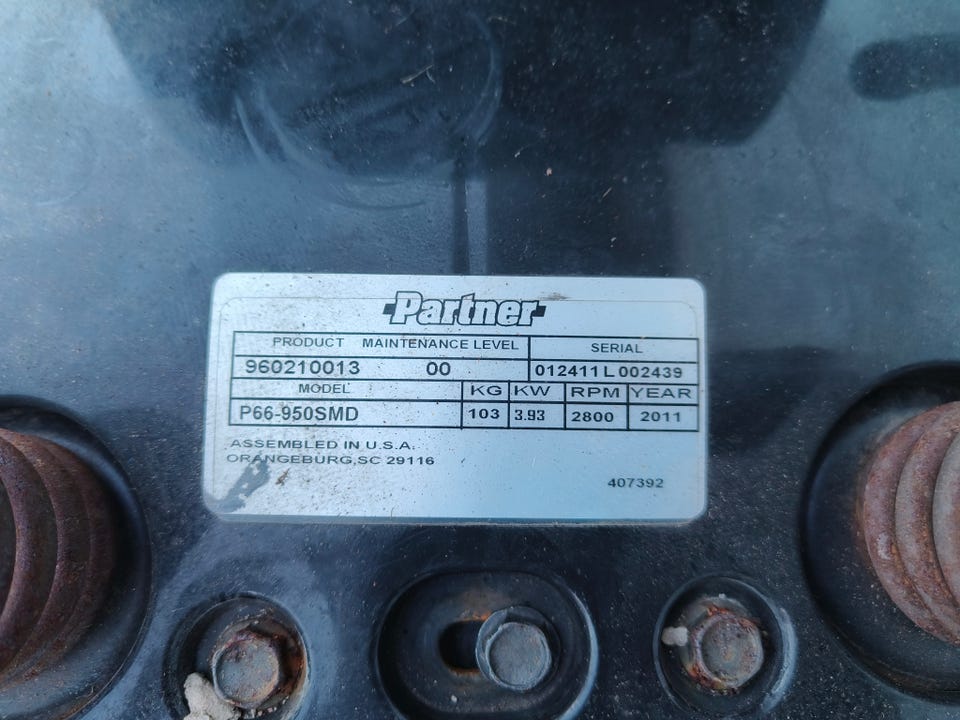 Partner
PRODUCT MAINTENANCE LEVEL SERIAL
960210013 00 012411 L 002439
MODEL KG KW RPM YEAR
P66-950SMD 103 3.93 2800 2011
ASSEMBLED IN U.S.A.
ORANGEBURG,SC 29116
407392